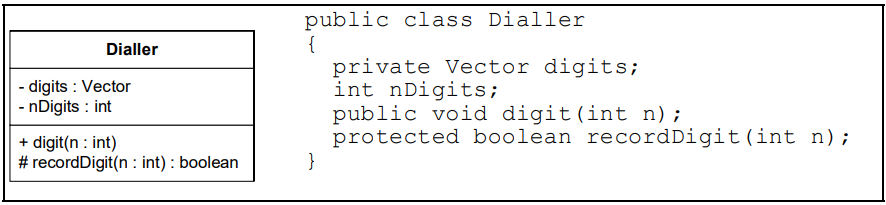 Dialler
- digits : Vector
- nDigits : int
+ digit(n : int)
# recordDigit(n : int) : boolean
public class Dialler
{
private Vector digits;
int nDigits;
public void digit(int n);
protected boolean recordDigit(int n);
}